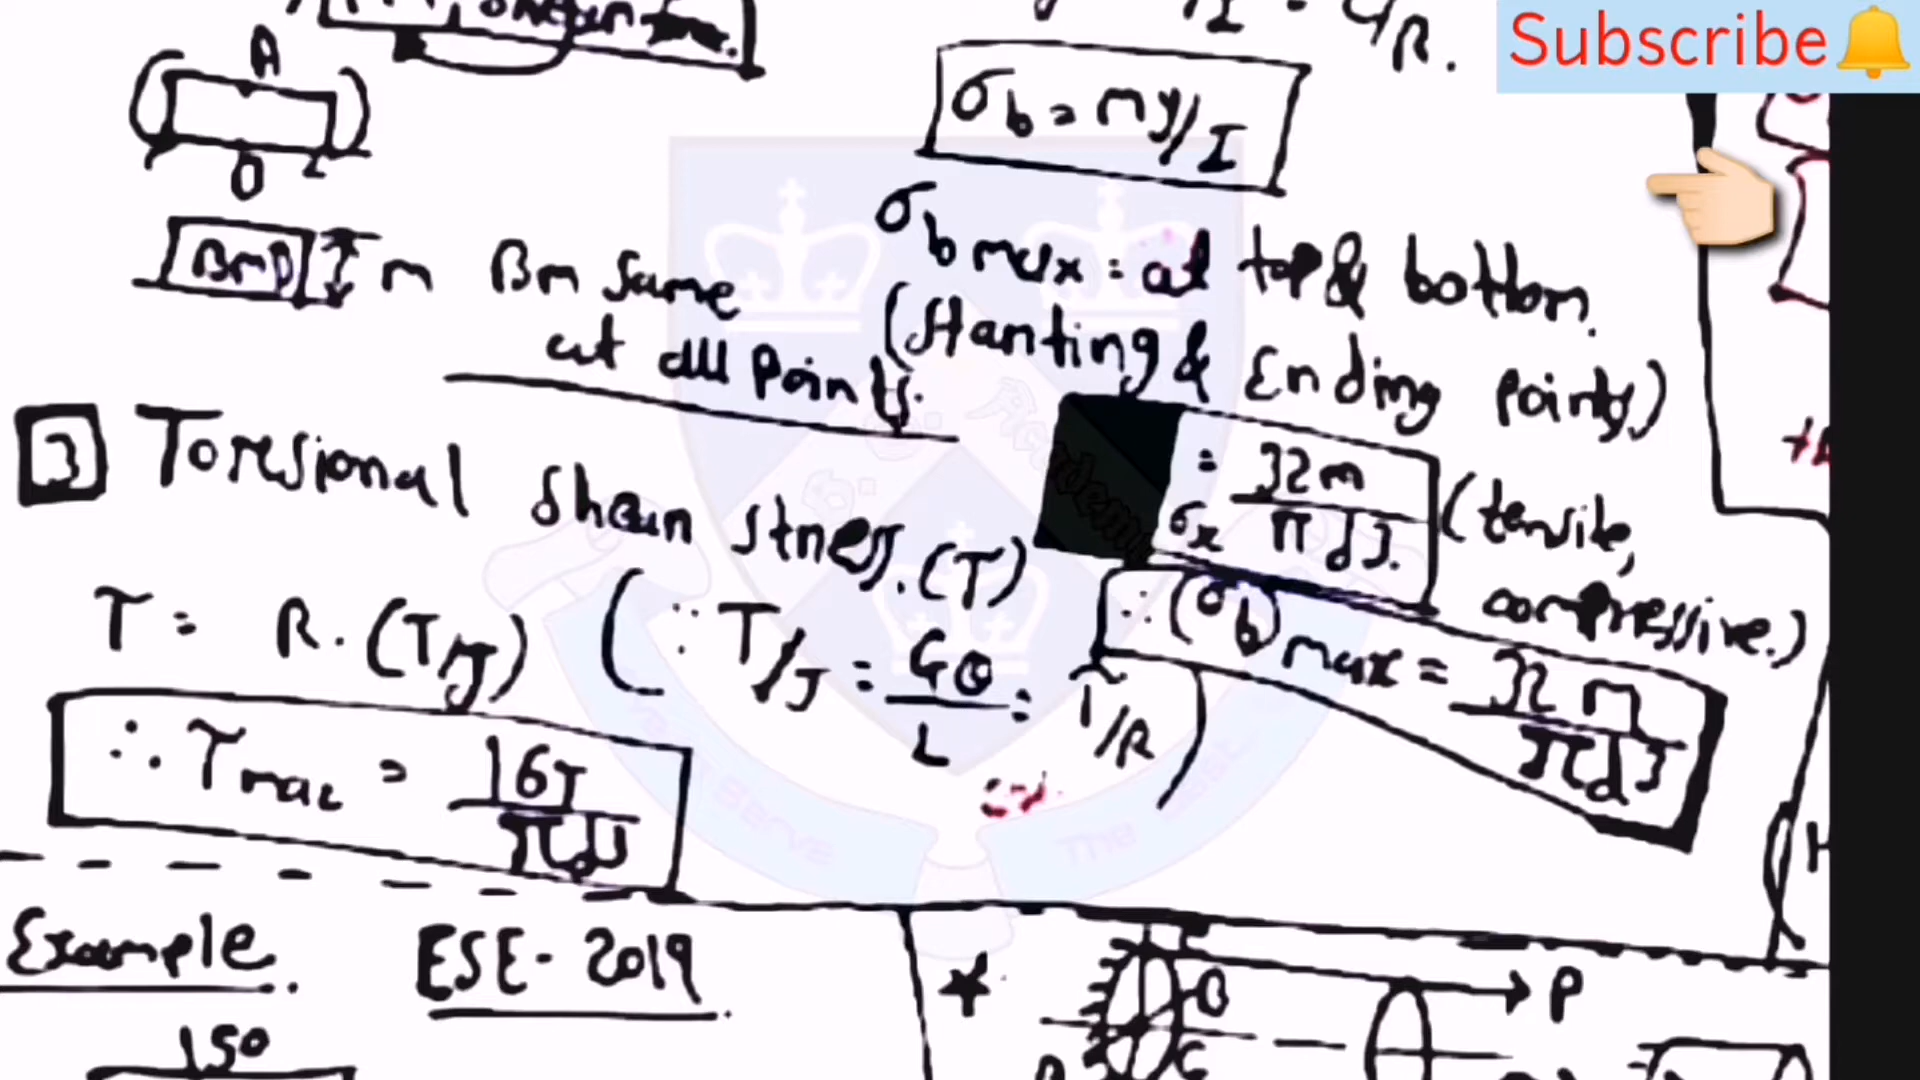 Subscribe
A
σb = my/I
D
BMD m BM same at all points.
σb max = at top & bottom.
(Starting & Ending points)
= 32m
σx πd3. (tensile, compressive.)
3 Torsional shear stress. (τ)
∴ (σb)max = 32 m / πd3
τ = R. (T/J) (∵ T/J = Gθ/L = τ/R)
∴ τmax = 16T / πd3
Example. ESE - 2019
150
B P
C